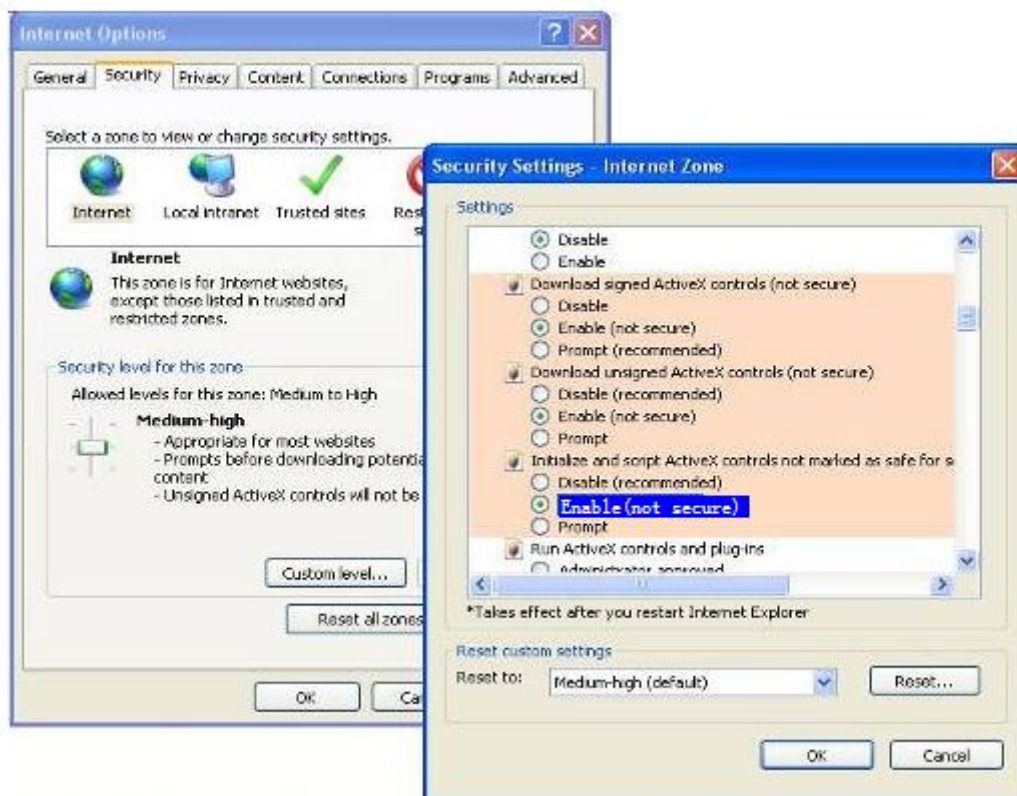 Internet Options
General Security Privacy Content Connections Programs Advanced
Select a zone to view or change security settings.
Internet Local intranet Trusted sites
Internet
This zone is for Internet websites,
except those listed in trusted and
restricted zones.
Security level for this zone
Allowed levels for this zone: Medium to High
Medium-high
- Appropriate for most websites
- Prompts before downloading
content
- Unsigned ActiveX controls will not be
Custom level...
Reset all zones
OK
Security Settings - Internet Zone
Settings
Disable
Enable
Download signed ActiveX controls (not secure)
Disable
Enable (not secure)
Prompt (recommended)
Download unsigned ActiveX controls (not secure)
Disable (recommended)
Enable (not secure)
Prompt
Initialize and script ActiveX controls not marked as safe for s
Disable (recommended)
Enable(not secure)
Prompt
Run ActiveX controls and plug-ins
Administrator approved
*Takes effect after you restart Internet Explorer
Reset custom settings
Reset to: Medium-high (default) Reset...
OK Cancel